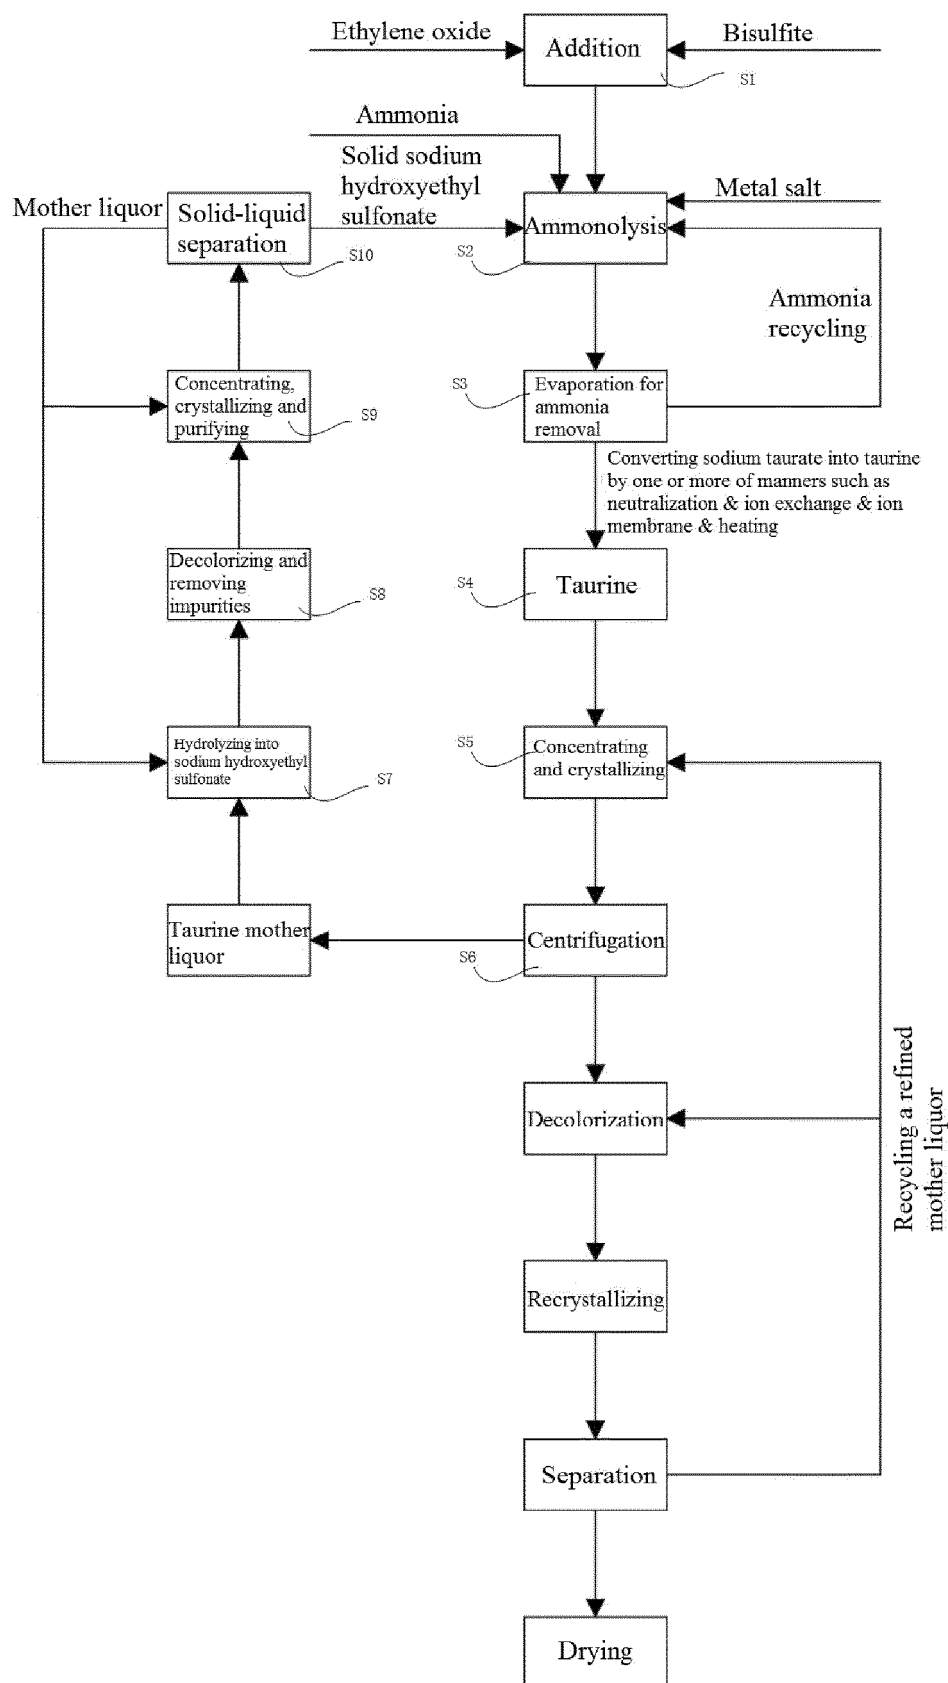 Ethylene oxide
Addition
Bisulfite
S1
Ammonia
Solid sodium
hydroxyethyl
sulfonate
Metal salt
Mother liquor
Solid-liquid
separation
S10
S2
Ammonolysis
Ammonia
recycling
Concentrating,
crystallizing and
purifying
S9
S3
Evaporation for
ammonia
removal
Converting sodium taurate into taurine
by one or more of manners such as
neutralization & ion exchange & ion
membrane & heating
Decolorizing and
removing
impurities
S8
S4
Taurine
Hydrolyzing into
sodium hydroxyethyl
sulfonate
S7
S5
Concentrating
and crystallizing
Taurine mother
liquor
S6
Centrifugation
Decolorization
Recycling a refined
mother liquor
Recrystallizing
Separation
Drying